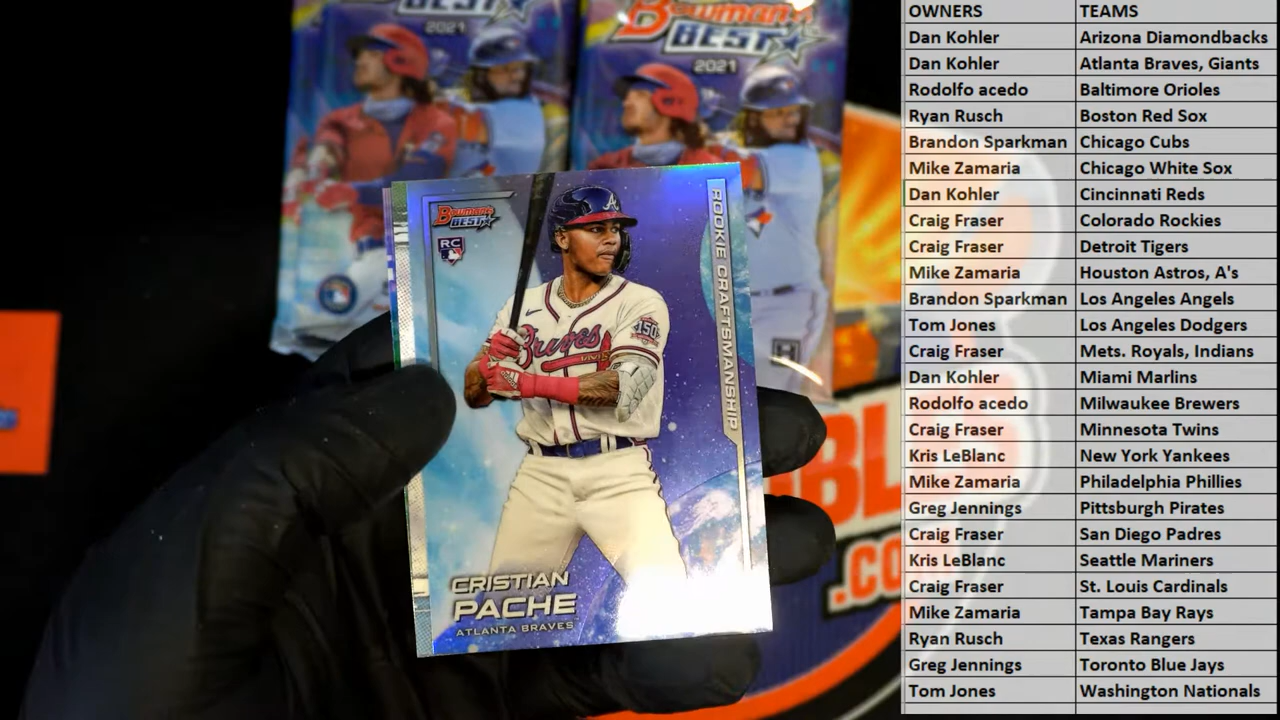 BEST
2021
Bowman's
BEST
2021
Bowman's
BEST
RC
ROOKIE CRAFTSMANSHIP
Braves
150
CRISTIAN
PACHE
ATLANTA BRAVES
BL
.CO
OWNERS TEAMS
Dan Kohler Arizona Diamondbacks
Dan Kohler Atlanta Braves, Giants
Rodolfo acedo Baltimore Orioles
Ryan Rusch Boston Red Sox
Brandon Sparkman Chicago Cubs
Mike Zamaria Chicago White Sox
Dan Kohler Cincinnati Reds
Craig Fraser Colorado Rockies
Craig Fraser Detroit Tigers
Mike Zamaria Houston Astros, A's
Brandon Sparkman Los Angeles Angels
Tom Jones Los Angeles Dodgers
Craig Fraser Mets. Royals, Indians
Dan Kohler Miami Marlins
Rodolfo acedo Milwaukee Brewers
Craig Fraser Minnesota Twins
Kris LeBlanc New York Yankees
Mike Zamaria Philadelphia Phillies
Greg Jennings Pittsburgh Pirates
Craig Fraser San Diego Padres
Kris LeBlanc Seattle Mariners
Craig Fraser St. Louis Cardinals
Mike Zamaria Tampa Bay Rays
Ryan Rusch Texas Rangers
Greg Jennings Toronto Blue Jays
Tom Jones Washington Nationals